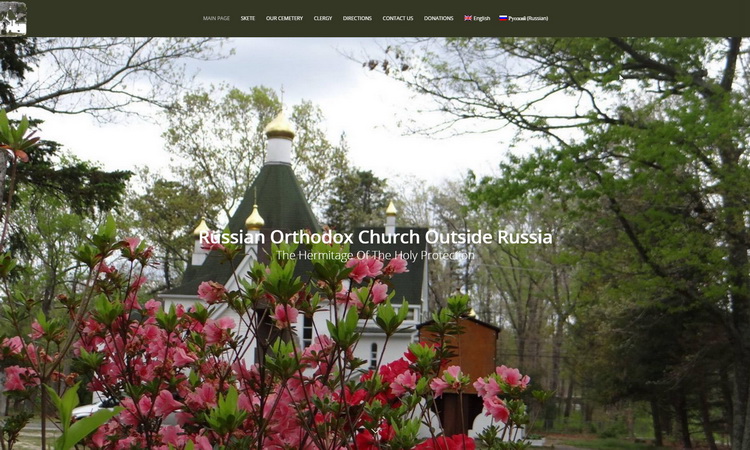 MAIN PAGE
SKETE
OUR CEMETERY
CLERGY
DIRECTIONS
CONTACT US
DONATIONS
English
Русский (Russian)
Russian Orthodox Church Outside Russia
The Hermitage Of The Holy Protection